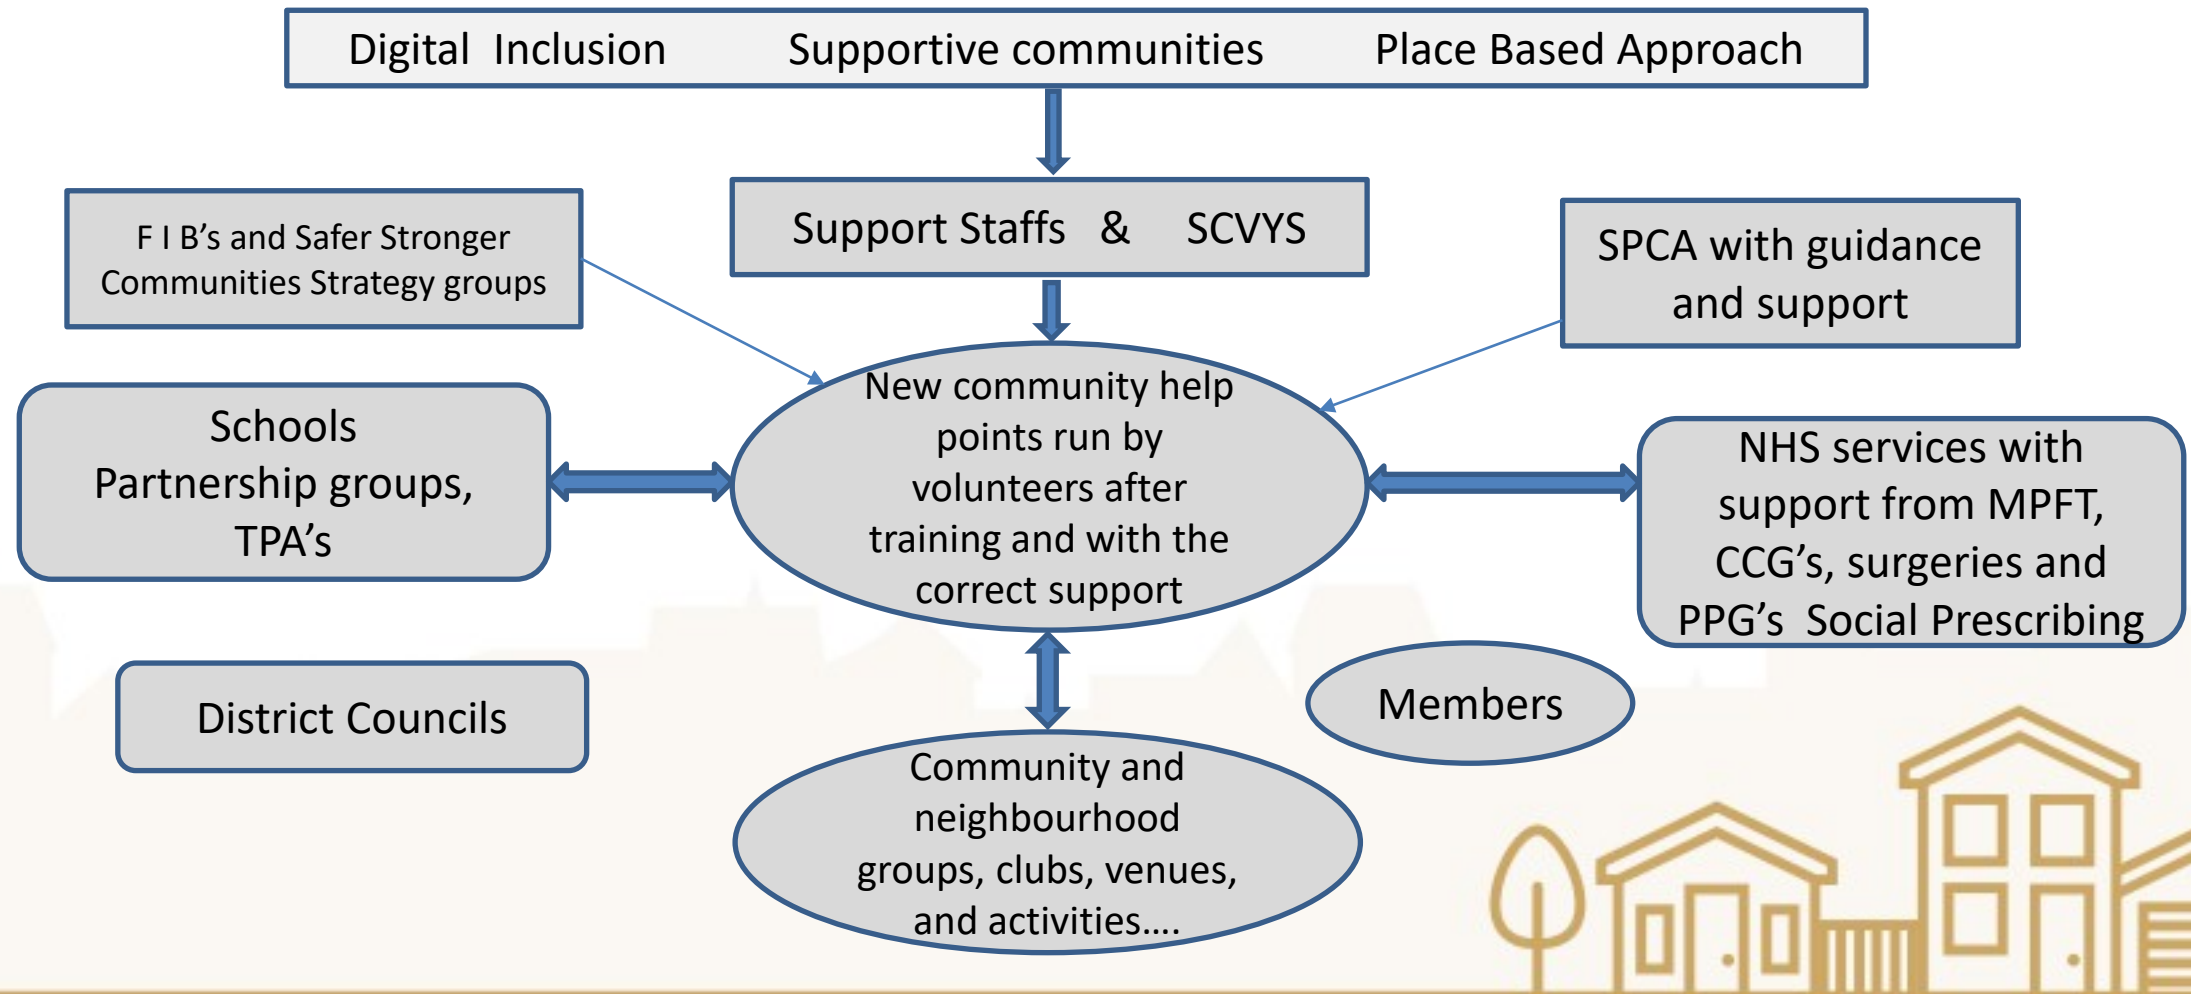 Digital Inclusion Supportive communities Place Based Approach
F I B’s and Safer Stronger
Communities Strategy groups
Support Staffs & SCVYS
SPCA with guidance
and support
Schools
Partnership groups,
TPA’s
New community help
points run by
volunteers after
training and with the
correct support
NHS services with
support from MPFT,
CCG’s, surgeries and
PPG’s Social Prescribing
District Councils
Members
Community and
neighbourhood
groups, clubs, venues,
and activities....